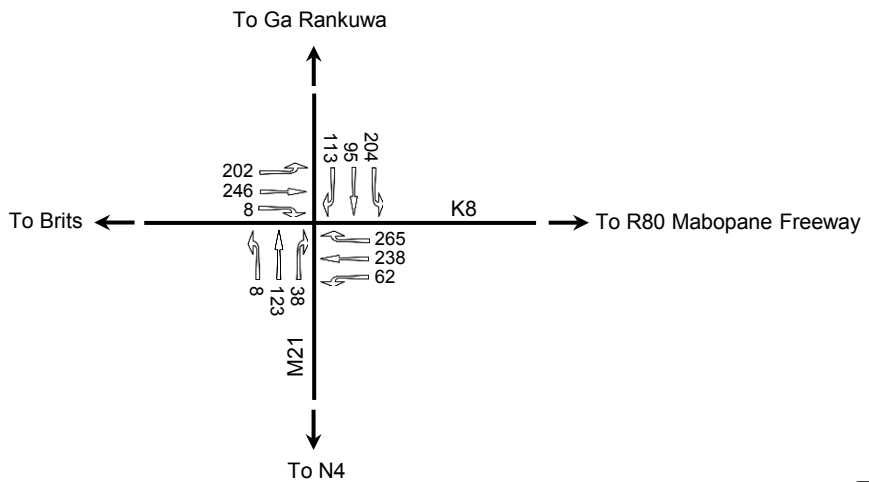 To Ga Rankuwa
113
95
204
202
246
8
To Brits
K8
To R80 Mabopane Freeway
265
238
62
8
123
38
M21
To N4